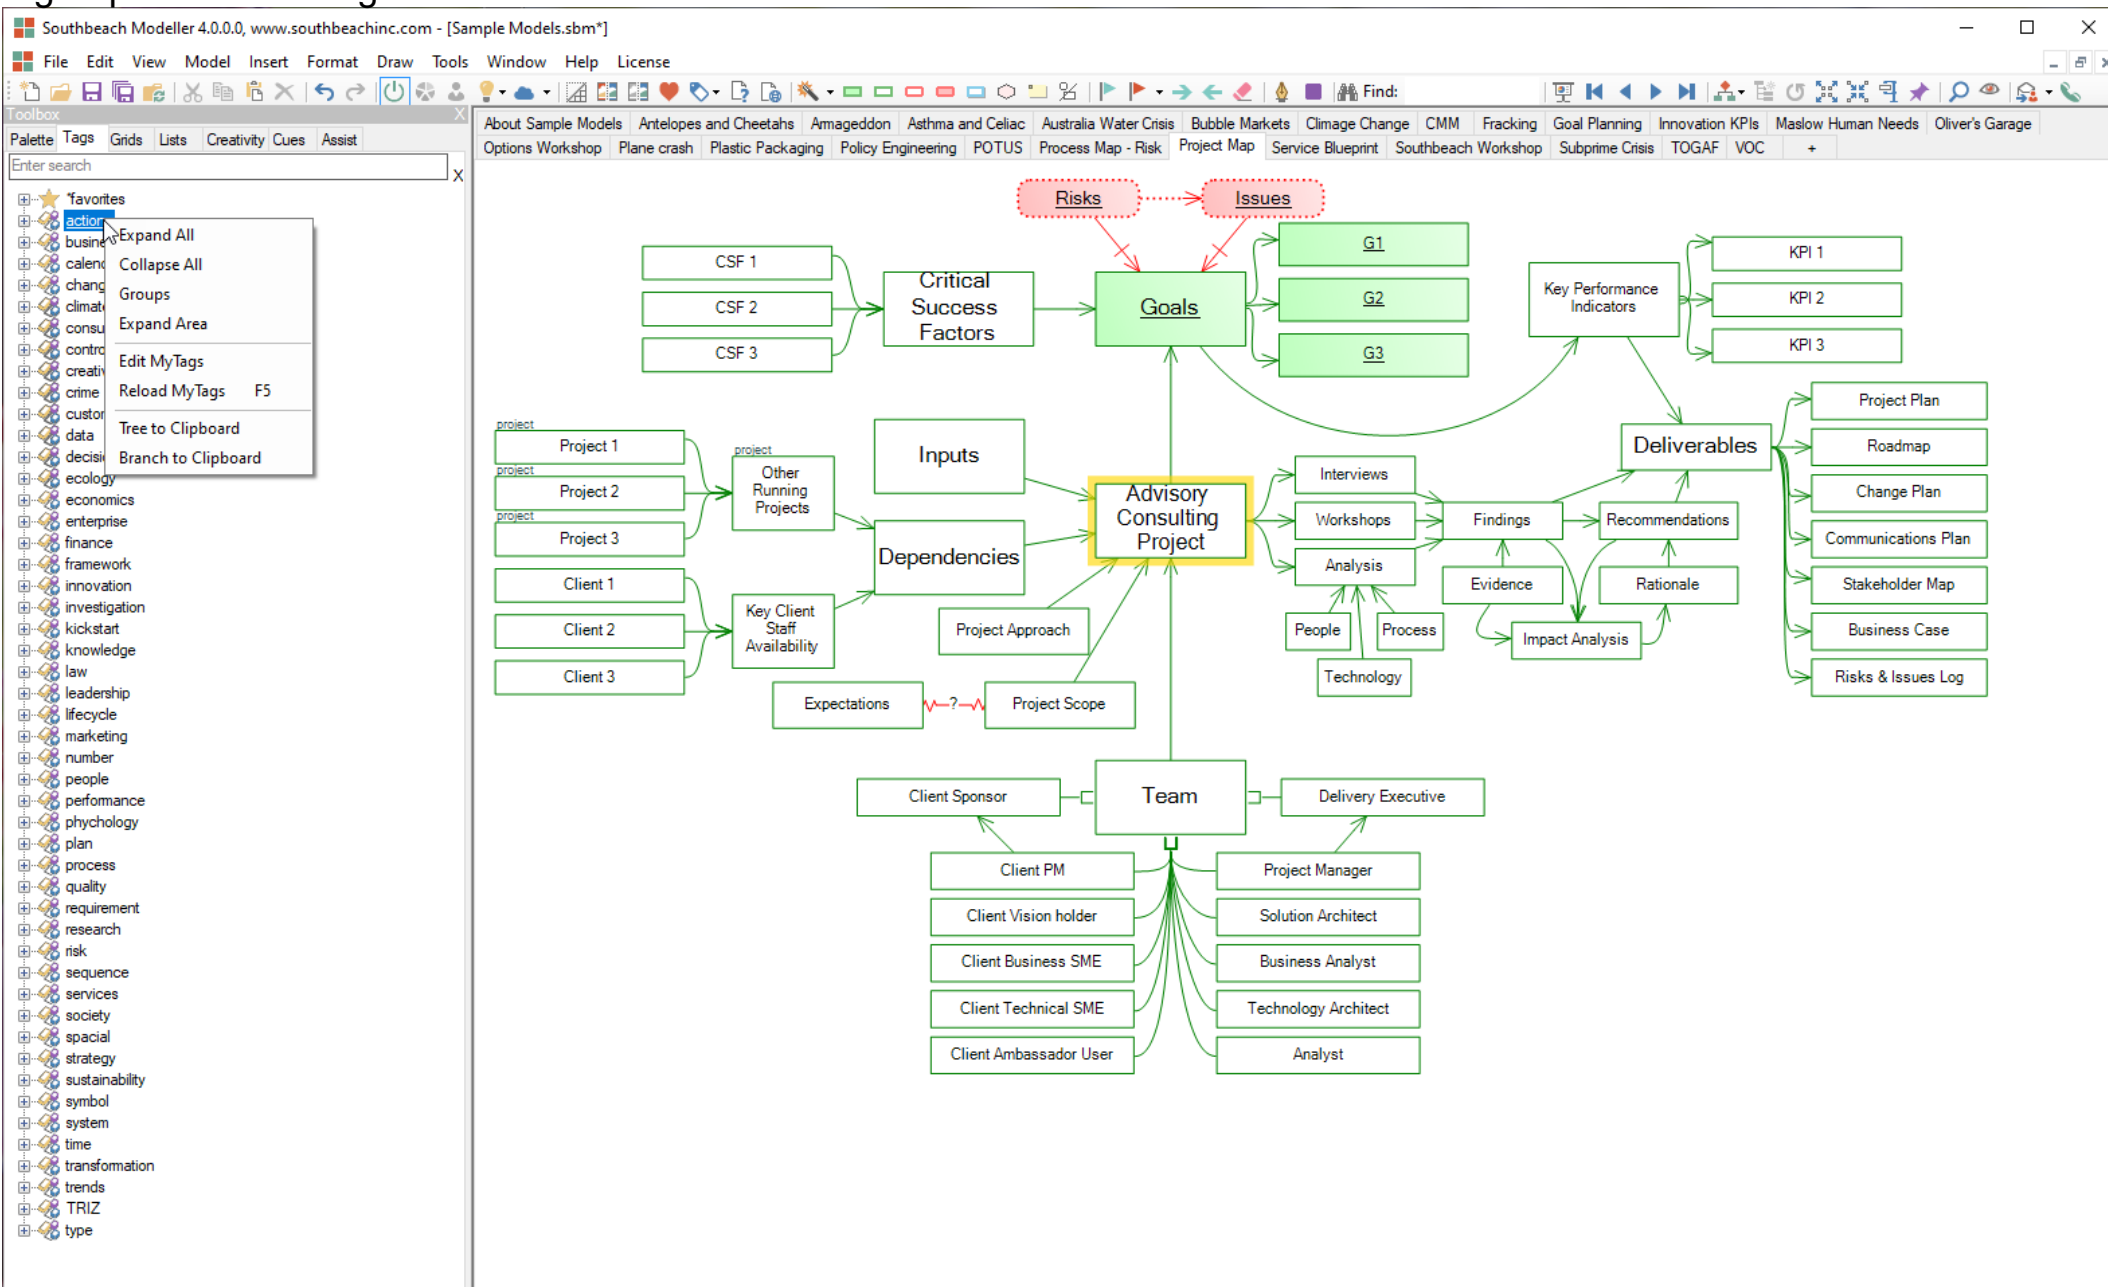 Southbeach Modeller 4.0.0.0, www.southbeachinc.com - [Sample Models.sbm*]
File Edit View Model Insert Format Draw Tools Window Help License
Find:
Toolbox X
Palette Tags Grids Lists Creativity Cues Assist
Enter search
X
*favorites
action
Expand All
Collapse All
Groups
Expand Area
Edit MyTags
Reload MyTags F5
Tree to Clipboard
Branch to Clipboard
crime
data
ecology
economics
enterprise
finance
framework
innovation
investigation
kickstart
knowledge
law
leadership
lifecycle
marketing
number
people
performance
phychology
plan
process
quality
requirement
research
risk
sequence
services
society
spacial
strategy
sustainability
symbol
system
time
transformation
trends
TRIZ
type
About Sample Models Antelopes and Cheetahs Armageddon Asthma and Celiac Australia Water Crisis Bubble Markets Climage Change CMM Fracking Goal Planning Innovation KPIs Maslow Human Needs Oliver's Garage
Options Workshop Plane crash Plastic Packaging Policy Engineering POTUS Process Map - Risk Project Map Service Blueprint Southbeach Workshop Subprime Crisis TOGAF VOC +
Risks
Issues
CSF 1
CSF 2
CSF 3
Critical
Success
Factors
Goals
G1
G2
G3
Key Performance
Indicators
KPI 1
KPI 2
KPI 3
project
Project 1
project
Project 2
project
Project 3
project
Other
Running
Projects
Client 1
Client 2
Client 3
Key Client
Staff
Availability
Inputs
Dependencies
Advisory
Consulting
Project
Project Approach
Expectations
?
Project Scope
Interviews
Workshops
Analysis
People
Process
Technology
Findings
Recommendations
Evidence
Rationale
Impact Analysis
Deliverables
Project Plan
Roadmap
Change Plan
Communications Plan
Stakeholder Map
Business Case
Risks & Issues Log
Client Sponsor
Team
Delivery Executive
Client PM
Client Vision holder
Client Business SME
Client Technical SME
Client Ambassador User
Project Manager
Solution Architect
Business Analyst
Technology Architect
Analyst